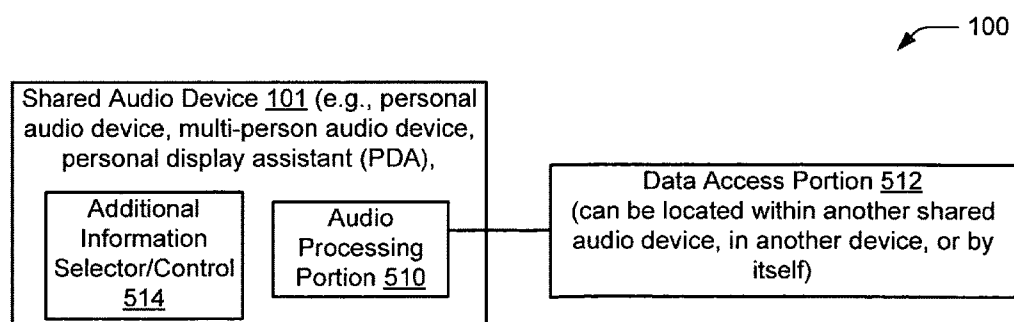 100
Shared Audio Device 101 (e.g., personal
audio device, multi-person audio device,
personal display assistant (PDA),
Additional
Information
Selector/Control
514
Audio
Processing
Portion 510
Data Access Portion 512
(can be located within another shared
audio device, in another device, or by
itself)